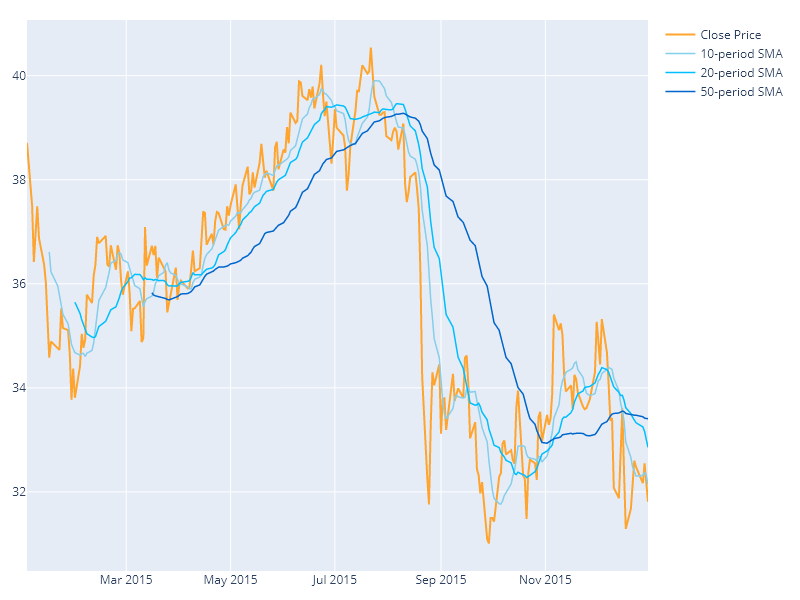 Close Price
10-period SMA
20-period SMA
50-period SMA
40
38
36
34
32
Mar 2015
May 2015
Jul 2015
Sep 2015
Nov 2015